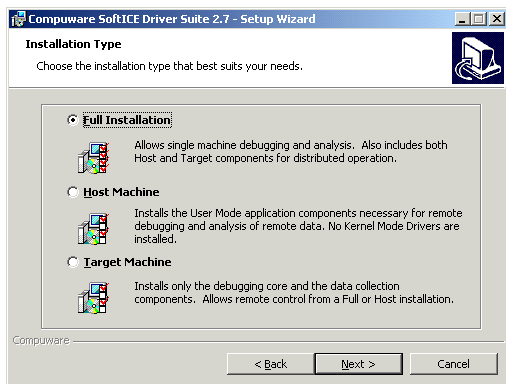 Compuware SoftICE Driver Suite 2.7 - Setup Wizard
Installation Type
Choose the installation type that best suits your needs.
Full Installation
Allows single machine debugging and analysis. Also includes both
Host and Target components for distributed operation.
Host Machine
Installs the User Mode application components necessary for remote
debugging and analysis of remote data. No Kernel Mode Drivers are
installed.
Target Machine
Installs only the debugging core and the data collection
components. Allows remote control from a Full or Host installation.
Compuware
< Back
Next >
Cancel